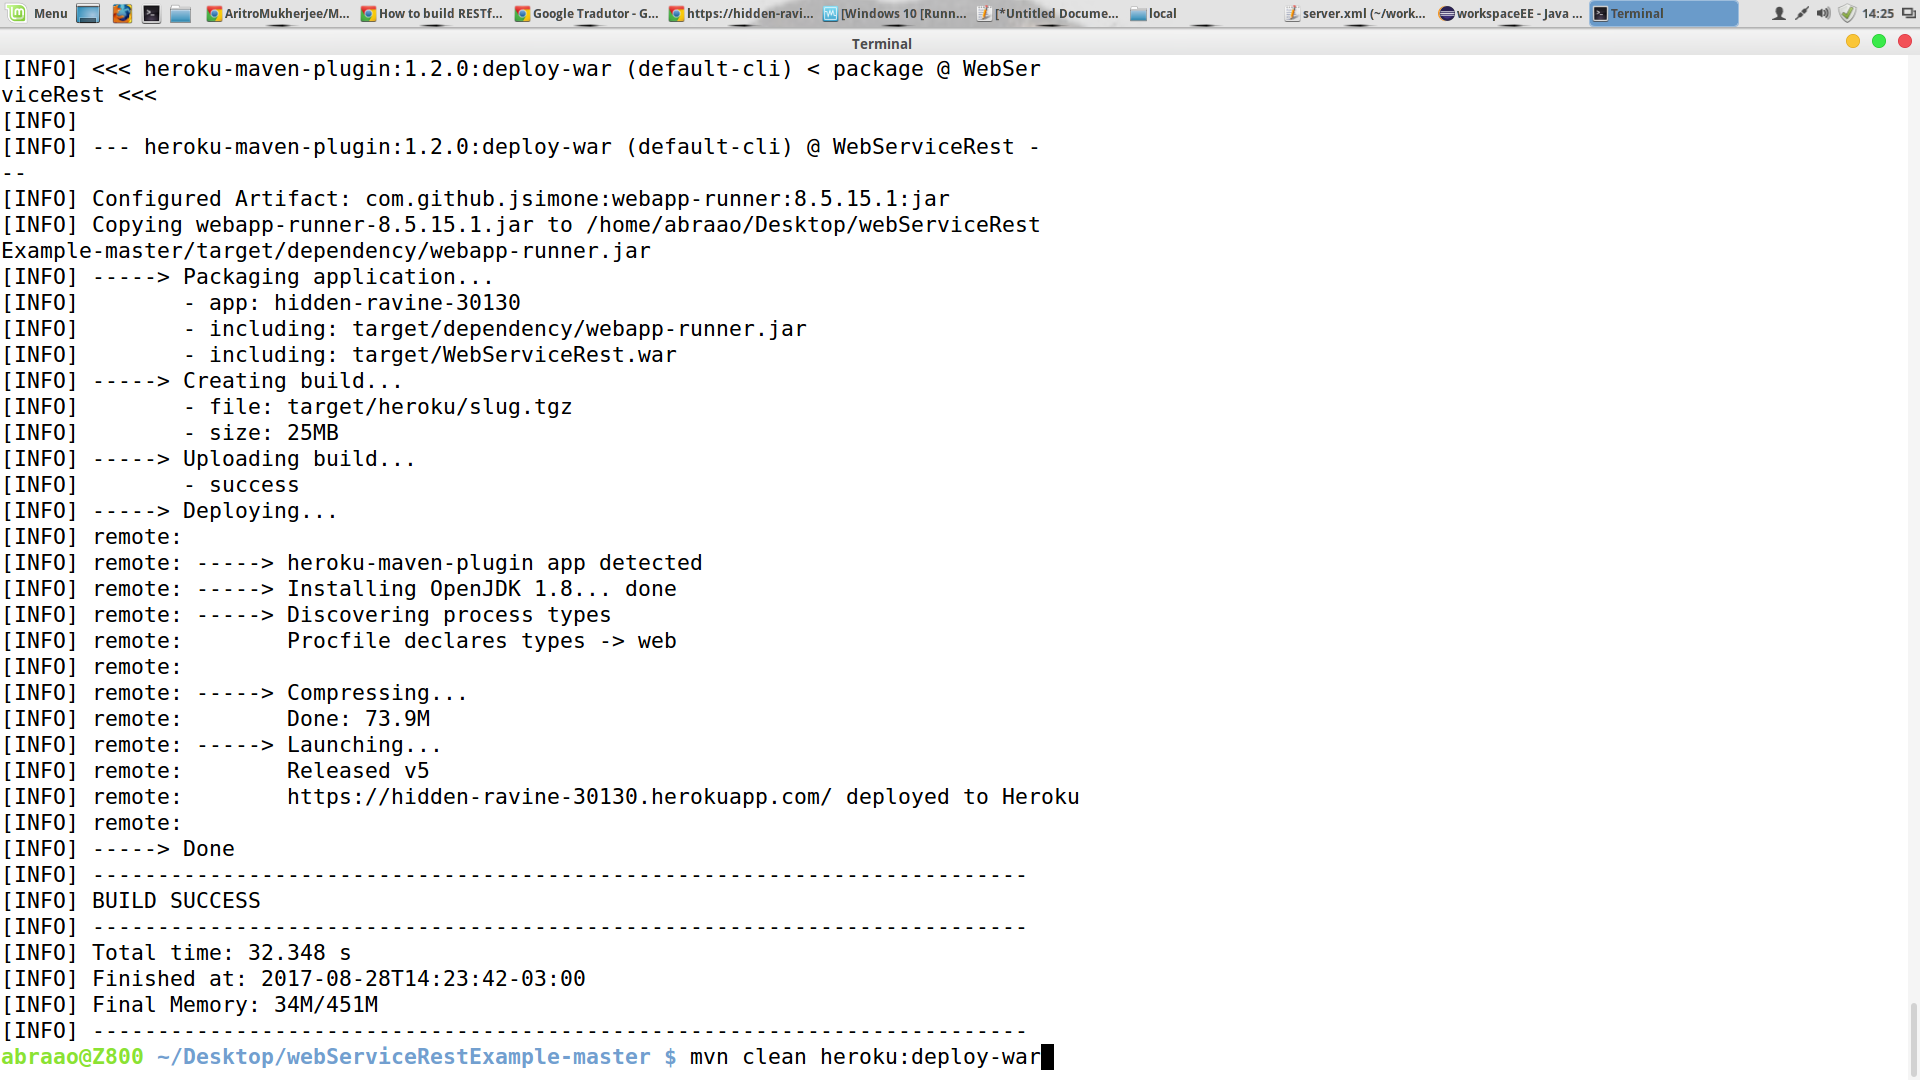 Menu AritroMukherjee/M... How to build RESTf... Google Tradutor - G... https://hidden-ravi... [Windows 10 [Runn... [*Untitled Docume... local server.xml (~/work... workspaceEE - Java ... Terminal 14:25
Terminal
[INFO] <<< heroku-maven-plugin:1.2.0:deploy-war (default-cli) < package @ WebSer
viceRest <<<
[INFO]
[INFO] --- heroku-maven-plugin:1.2.0:deploy-war (default-cli) @ WebServiceRest -
--
[INFO] Configured Artifact: com.github.jsimone:webapp-runner:8.5.15.1:jar
[INFO] Copying webapp-runner-8.5.15.1.jar to /home/abraao/Desktop/webServiceRest
Example-master/target/dependency/webapp-runner.jar
[INFO] -----> Packaging application...
[INFO]        - app: hidden-ravine-30130
[INFO]        - including: target/dependency/webapp-runner.jar
[INFO]        - including: target/WebServiceRest.war
[INFO] -----> Creating build...
[INFO]        - file: target/heroku/slug.tgz
[INFO]        - size: 25MB
[INFO] -----> Uploading build...
[INFO]        - success
[INFO] -----> Deploying...
[INFO] remote:
[INFO] remote: -----> heroku-maven-plugin app detected
[INFO] remote: -----> Installing OpenJDK 1.8... done
[INFO] remote: -----> Discovering process types
[INFO] remote:        Procfile declares types -> web
[INFO] remote:
[INFO] remote: -----> Compressing...
[INFO] remote:        Done: 73.9M
[INFO] remote: -----> Launching...
[INFO] remote:        Released v5
[INFO] remote:        https://hidden-ravine-30130.herokuapp.com/ deployed to Heroku
[INFO] remote:
[INFO] -----> Done
[INFO] ------------------------------------------------------------------------
[INFO] BUILD SUCCESS
[INFO] ------------------------------------------------------------------------
[INFO] Total time: 32.348 s
[INFO] Finished at: 2017-08-28T14:23:42-03:00
[INFO] Final Memory: 34M/451M
[INFO] ------------------------------------------------------------------------
abraao@Z800 ~/Desktop/webServiceRestExample-master $ mvn clean heroku:deploy-war